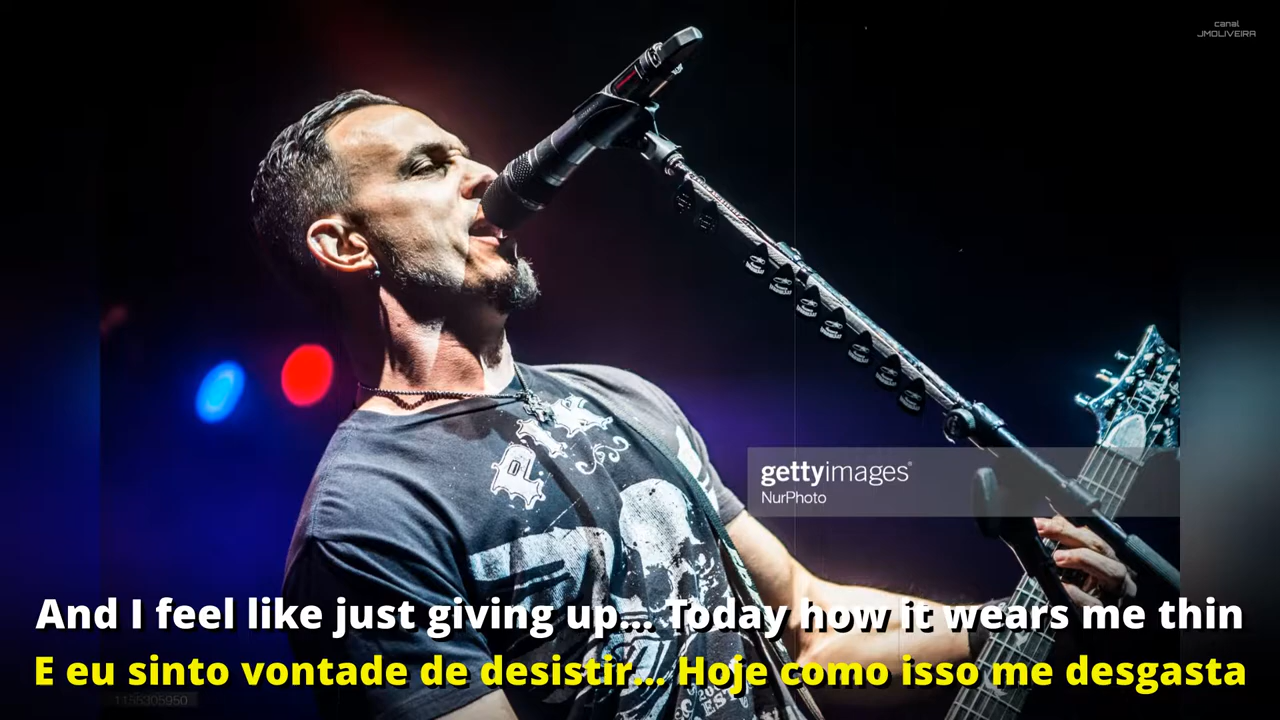 canal
JMOLIVEIRA
gettyimages®
NurPhoto
And I feel like just giving up... Today how it wears me thin
E eu sinto vontade de desistir... Hoje como isso me desgasta
1156305950